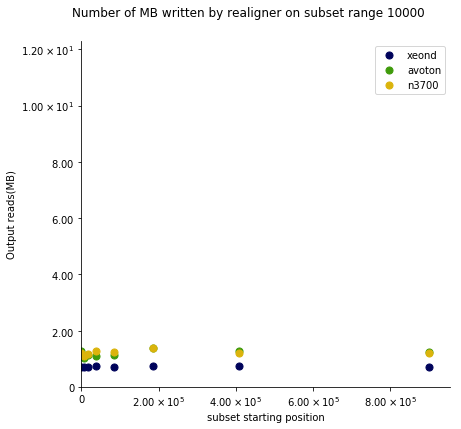 Number of MB written by realigner on subset range 10000
1.20 × 10¹
1.00 × 10¹
8.00
6.00
4.00
2.00
0
Output reads(MB)
xeond
avoton
n3700
0
2.00 × 10⁵
4.00 × 10⁵
6.00 × 10⁵
8.00 × 10⁵
subset starting position